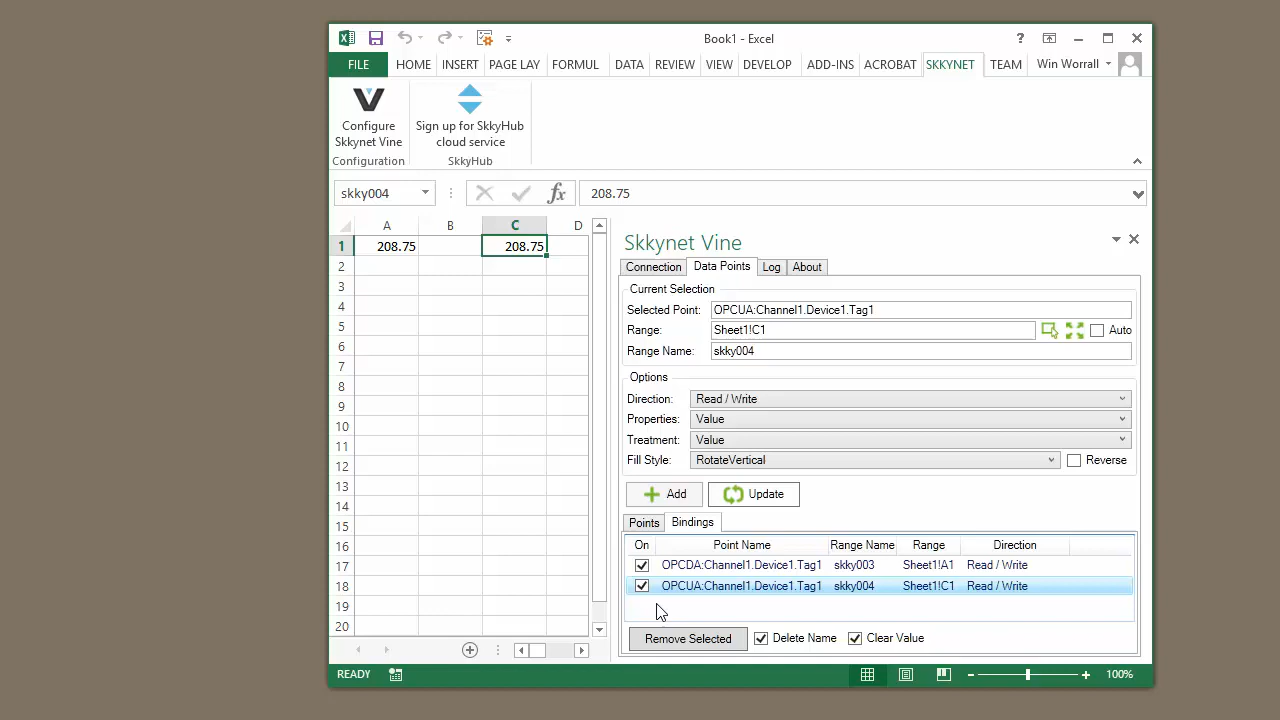 Book1 - Excel
?
FILE HOME INSERT PAGE LAY FORMUL DATA REVIEW VIEW DEVELOP ADD-INS ACROBAT SKKYNET TEAM Win Worrall
Configure Sign up for SkkyHub
Skkynet Vine cloud service
Configuration SkkyHub
skky004 fx 208.75
A B C D
1 208.75 208.75
2
3
4
5
6
7
8
9
10
11
12
13
14
15
16
17
18
19
20
Skkynet Vine
Connection Data Points Log About
Current Selection
Selected Point: OPCUA:Channel1.Device1.Tag1
Range: Sheet1!C1 Auto
Range Name: skky004
Options
Direction: Read / Write
Properties: Value
Treatment: Value
Fill Style: RotateVertical Reverse
Add Update
Points Bindings
On Point Name Range Name Range Direction
OPCDA:Channel1.Device1.Tag1 skky003 Sheet1!A1 Read / Write
OPCUA:Channel1.Device1.Tag1 skky004 Sheet1!C1 Read / Write
Remove Selected Delete Name Clear Value
READY 100%